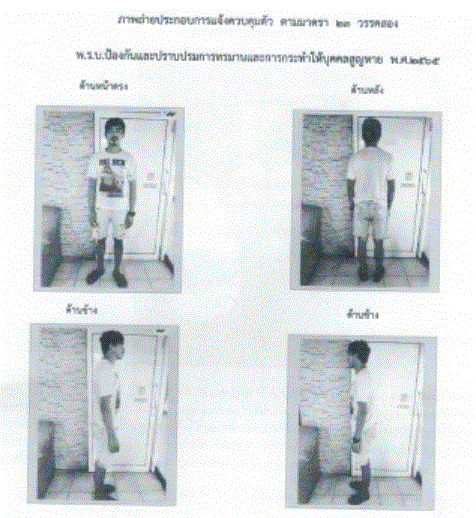 ภาพถ่ายประกอบการแจ้งควบคุมตัว ตามมาตรา ๒๓ วรรคสอง
พ.ร.บ.ป้องกันและปราบปรามการทรมานและการกระทำให้บุคคลสูญหาย พ.ศ.๒๕๖๕
ด้านหน้าตรง
ด้านหลัง
ด้านข้าง
ด้านข้าง